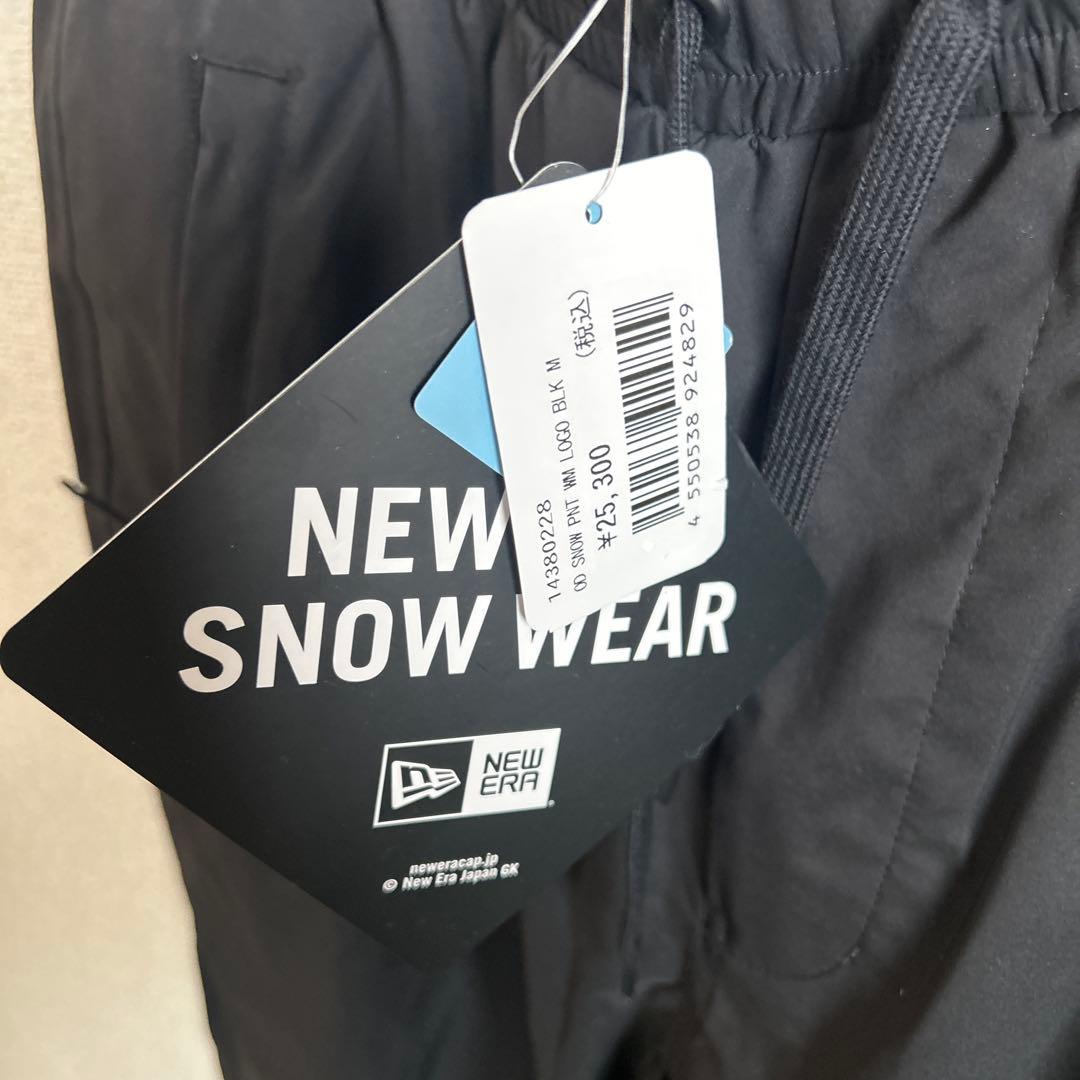 14380228
OD SNOW PNT WM LOGO BLK M
¥25,300 (税込)
4 550538 924829
NEW
SNOW WEAR
NEW
ERA
neweracap.jp
© New Era Japan GK